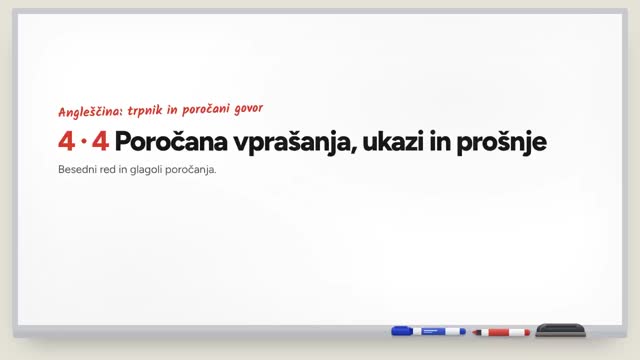 Angleščina: trpnik in poročani govor
4 · 4 Poročana vprašanja, ukazi in prošnje
Besedni red in glagoli poročanja.